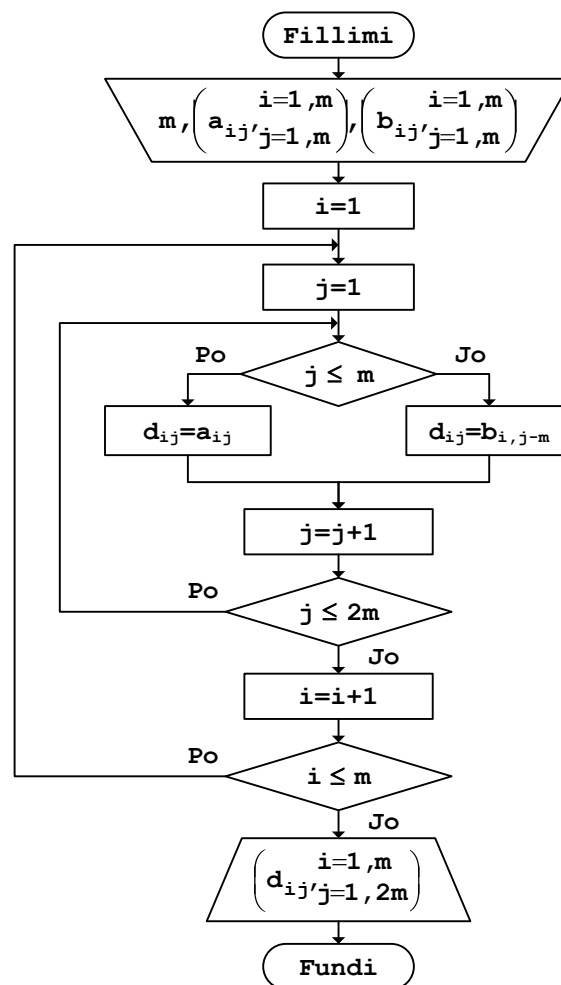 Fillimi
m, (a_ij, i=1,m j=1,m), (b_ij, i=1,m j=1,m)
i=1
j=1
Po
j ≤ m
Jo
d_ij=a_ij
d_ij=b_i,j-m
j=j+1
Po
j ≤ 2m
Jo
i=i+1
Po
i ≤ m
Jo
(d_ij, i=1,m j=1,2m)
Fundi